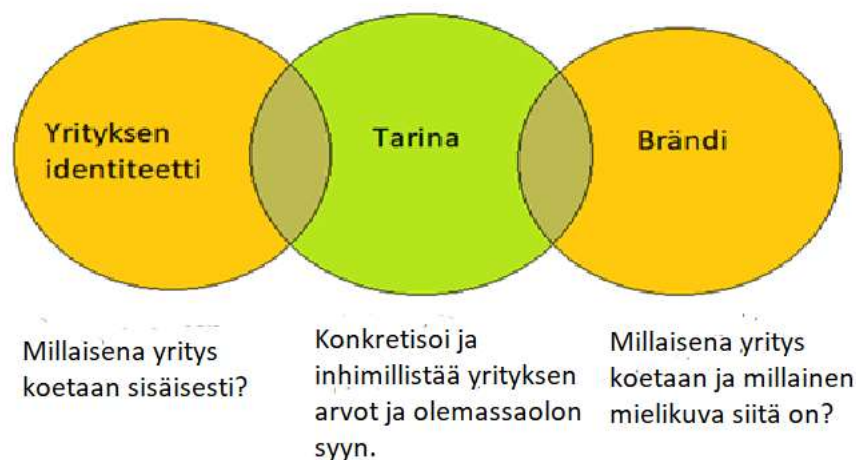 Yrityksen
identiteetti
Tarina
Brändi
Millaisena yritys
koetaan sisäisesti?
Konkretisoi ja
inhimillistää yrityksen
arvot ja olemassaolon
syyn.
Millaisena yritys
koetaan ja millainen
mielikuva siitä on?